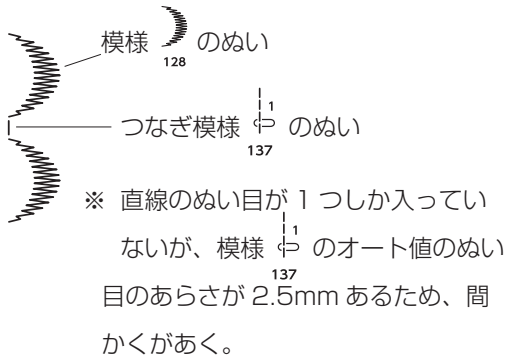 模様 のぬい
128
つなぎ模様 1 のぬい
137
※ 直線のぬい目が 1 つしか入ってい
ないが、模様 1 のオート値のぬい
137
目のあらさが 2.5mm あるため、間
かくがあく。